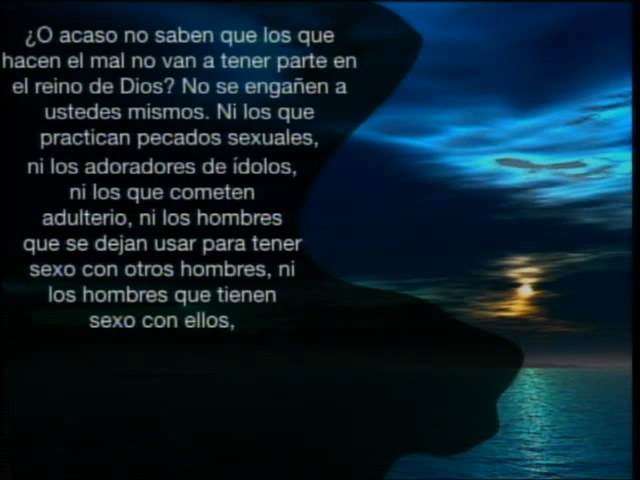 ¿O acaso no saben que los que
hacen el mal no van a tener parte en
el reino de Dios? No se engañen a
ustedes mismos. Ni los que
practican pecados sexuales,
ni los adoradores de ídolos,
ni los que cometen
adulterio, ni los hombres
que se dejan usar para tener
sexo con otros hombres, ni
los hombres que tienen
sexo con ellos,